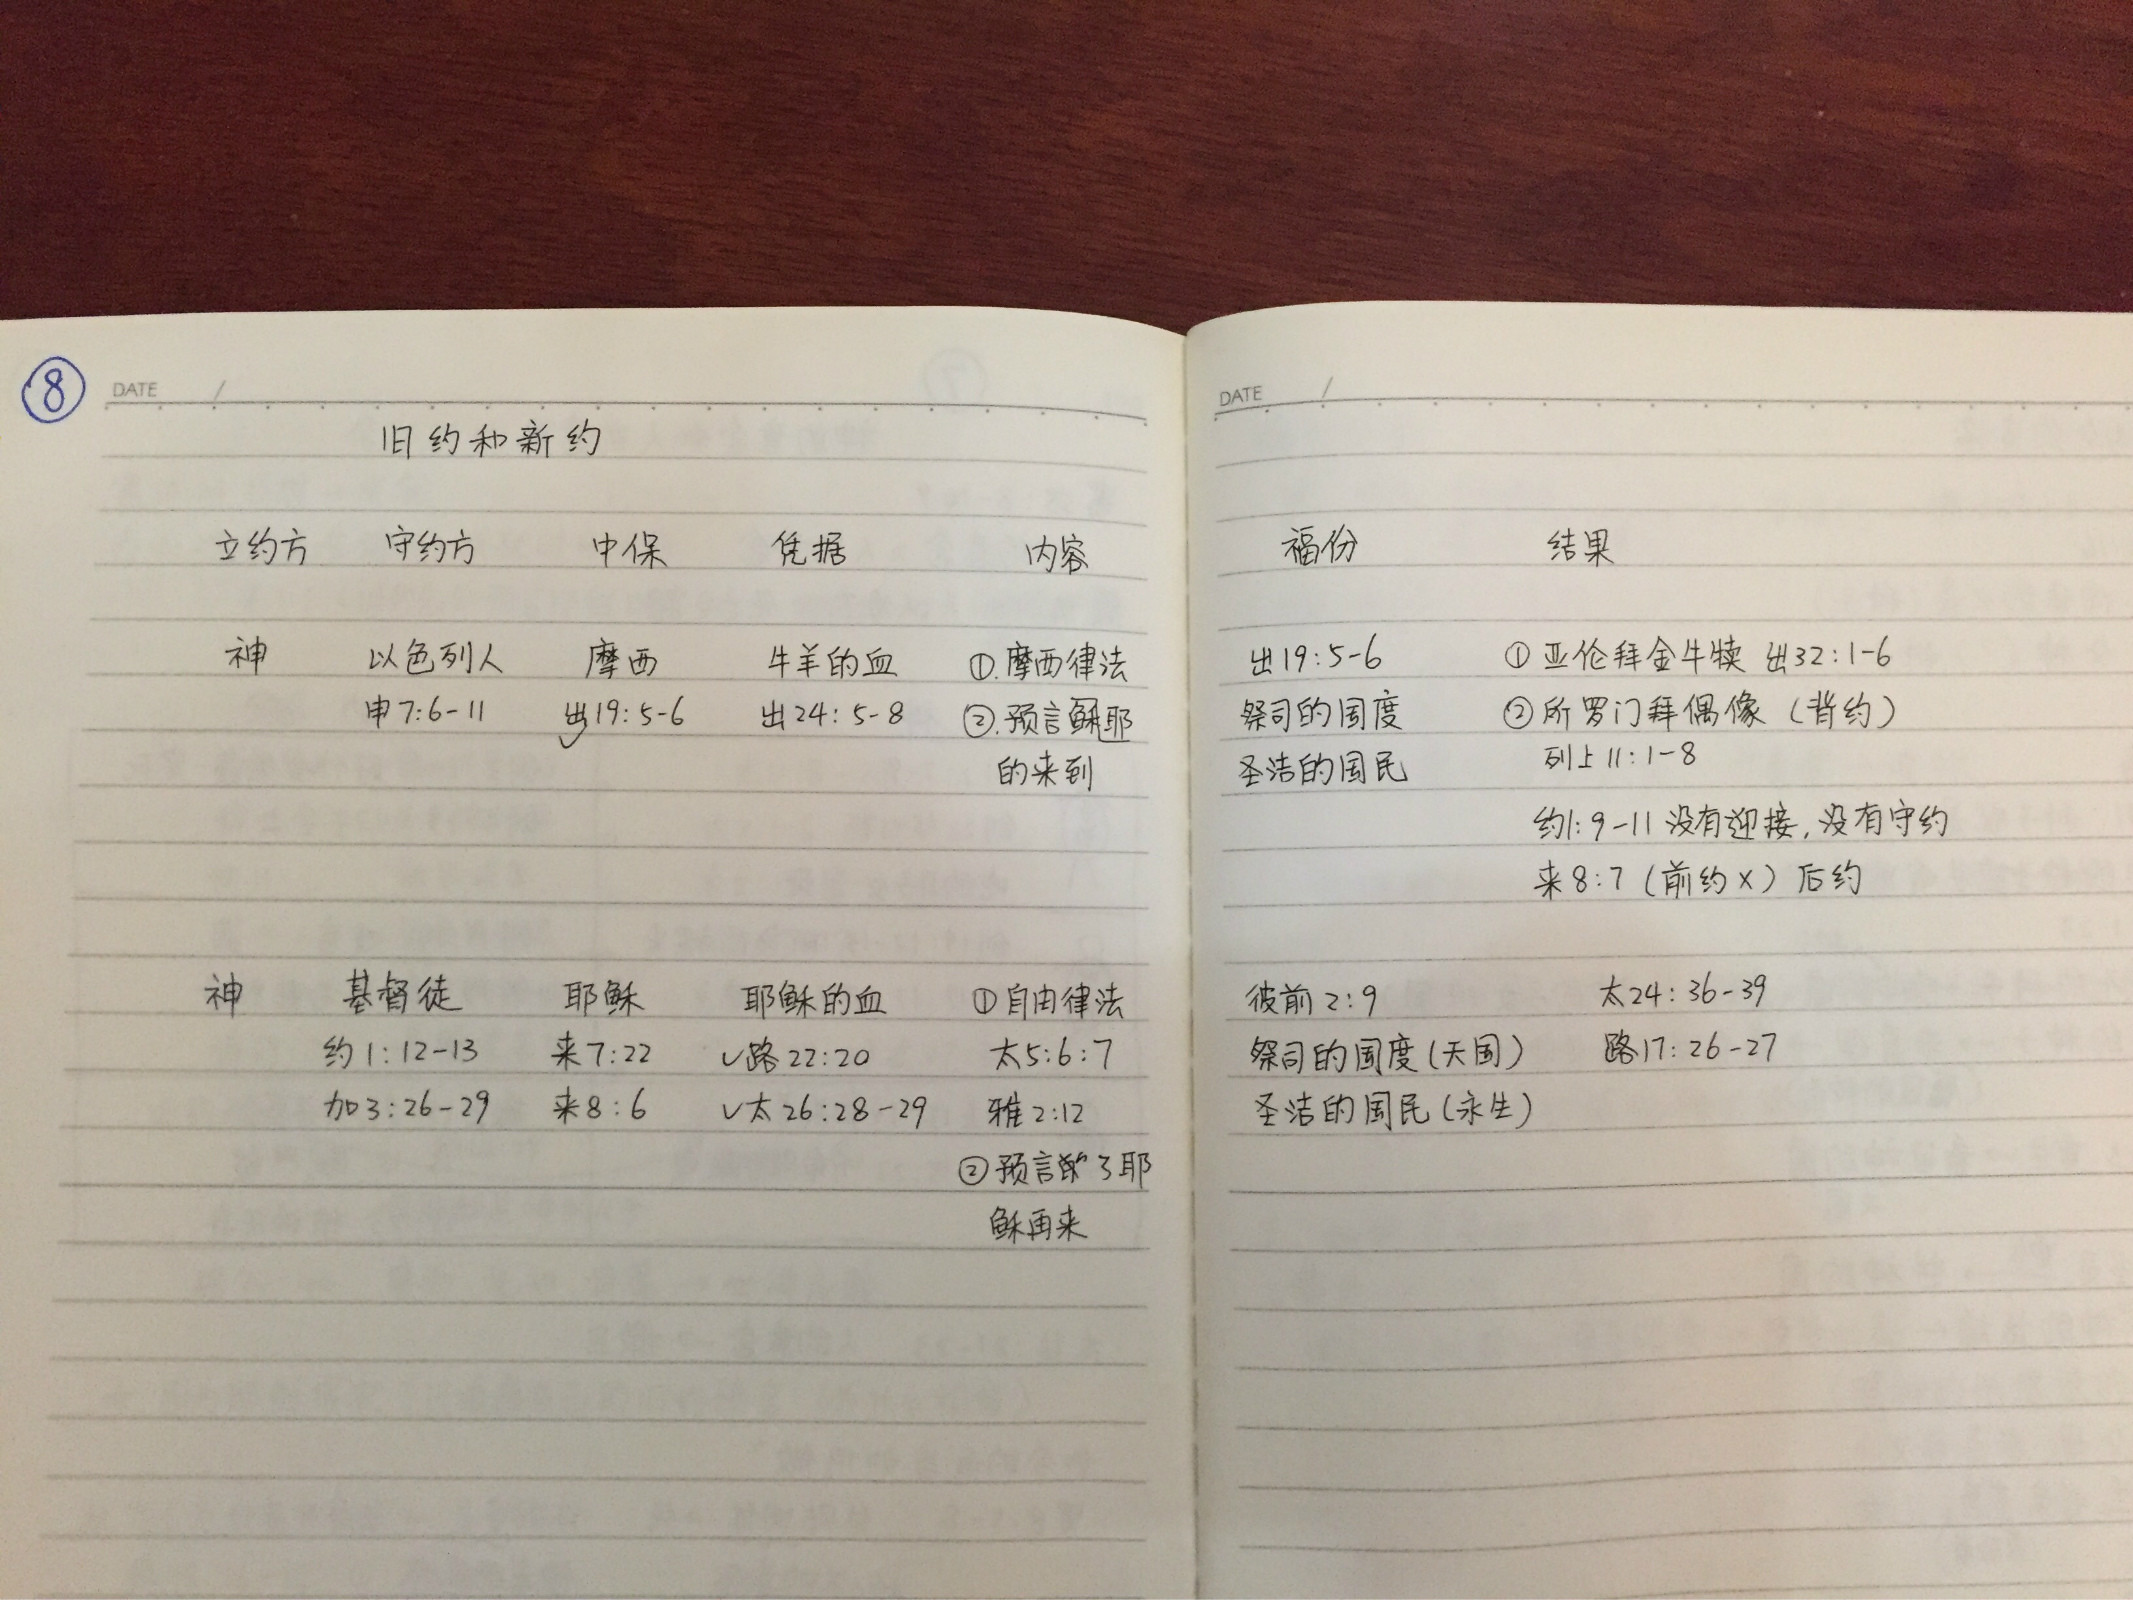 ⑧
DATE /
旧约和新约
立约方 守约方 中保 凭据 内容
神 以色列人 摩西 牛羊的血 ①.摩西律法
申7:6-11 出19:5-6 出24:5-8 ②.预言稣耶
的来到
神 基督徒 耶稣 耶稣的血 ①自由律法
约1:12-13 来7:22 √路22:20 太5:6:7
加3:26-29 来8:6 √太26:28-29 雅2:12
②预言了耶
稣再来
DATE /
福份 结果
出19:5-6 ①亚伦拜金牛犊 出32:1-6
祭司的国度 ②所罗门拜偶像（背约）
圣洁的国民 列上11:1-8
约1:9-11没有迎接,没有守约
来8:7（前约×）后约
彼前2:9 太24:36-39
祭司的国度(天国) 路17:26-27
圣洁的国民(永生)